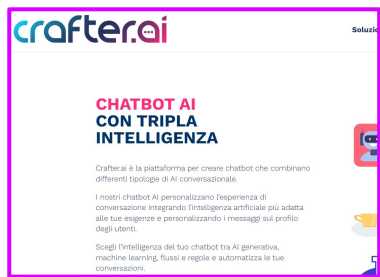 crafter.ai
Soluzio
CHATBOT AI
CON TRIPLA
INTELLIGENZA
Crafter.ai è la piattaforma per creare chatbot che combinano
differenti tipologie di AI conversazionale.
I nostri chatbot AI personalizzano l'esperienza di
conversazione integrando l'intelligenza artificiale più adatta
alle tue esigenze e personalizzando i messaggi sul profilo
degli utenti.
Scegli l'intelligenza del tuo chatbot tra AI generativa,
machine learning, flussi e regole e automatizza le tue
conversazioni.